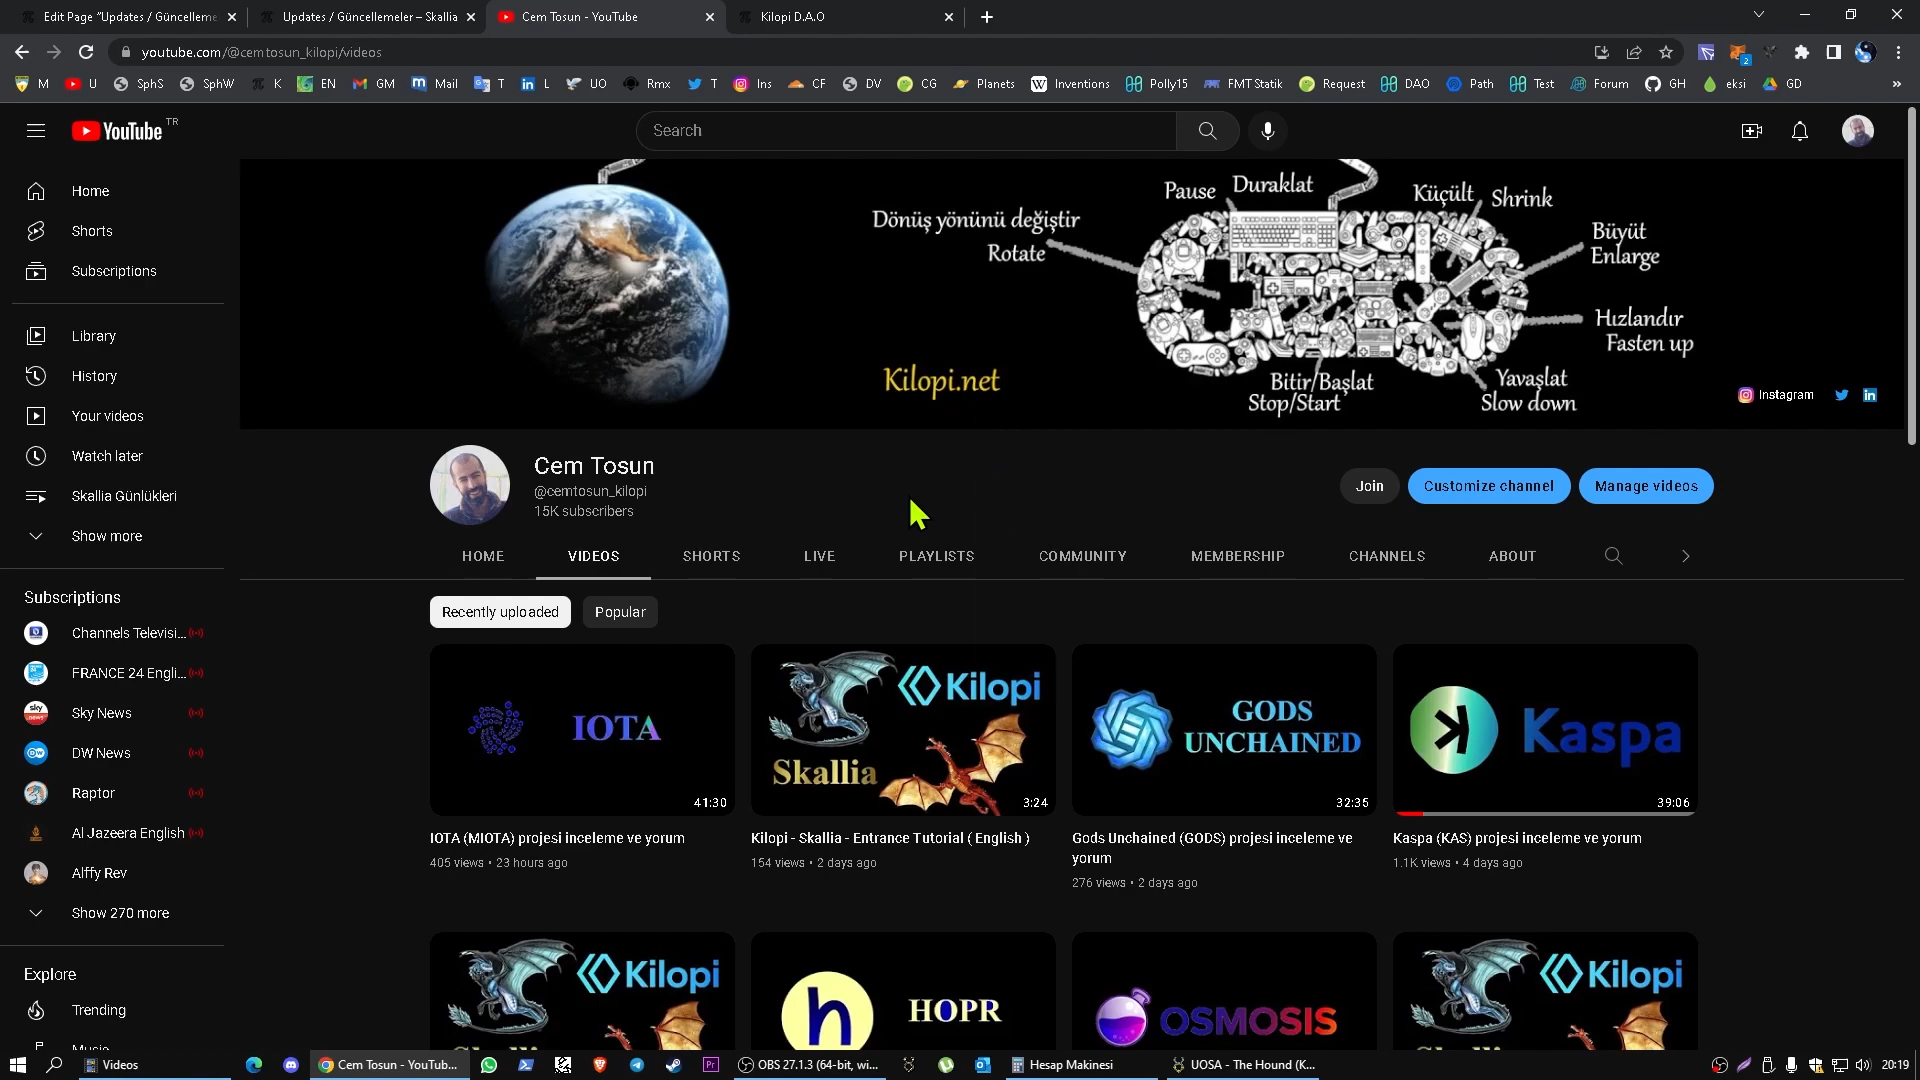 Edit Page "Updates / Güncelleme
Updates / Güncellemeler – Skallia
Cem Tosun - YouTube
Kilopi D.A.O
youtube.com/@cemtosun_kilopi/videos
2
M
U
SphS
SphW
K
EN
GM
Mail
T
L
UO
Rmx
T
Ins
CF
DV
CG
Planets
Inventions
Polly15
FMT Statik
Request
DAO
Path
Test
Forum
GH
eksi
GD
YouTube TR
Search
Home
Shorts
Subscriptions
Library
History
Your videos
Watch later
Skallia Günlükleri
Show more
Subscriptions
Channels Televisi...
FRANCE 24 Engli...
Sky News
DW News
Raptor
Al Jazeera English
Alffy Rev
Show 270 more
Explore
Trending
Music
Dönüş yönünü değiştir
Rotate
Pause
Duraklat
Küçült
Shrink
Büyüt
Enlarge
Hızlandır
Fasten up
Yavaşlat
Slow down
Bitir/Başlat
Stop/Start
Kilopi.net
Instagram
Cem Tosun
@cemtosun_kilopi
15K subscribers
Join
Customize channel
Manage videos
HOME
VIDEOS
SHORTS
LIVE
PLAYLISTS
COMMUNITY
MEMBERSHIP
CHANNELS
ABOUT
Recently uploaded
Popular
IOTA
41:30
IOTA (MIOTA) projesi inceleme ve yorum
405 views • 23 hours ago
Kilopi
Skallia
3:24
Kilopi - Skallia - Entrance Tutorial ( English )
154 views • 2 days ago
GODS
UNCHAINED
32:35
Gods Unchained (GODS) projesi inceleme ve
yorum
276 views • 2 days ago
Kaspa
39:06
Kaspa (KAS) projesi inceleme ve yorum
1.1K views • 4 days ago
Kilopi
h
HOPR
OSMOSIS
Kilopi
Videos
Cem Tosun - YouTub...
OBS 27.1.3 (64-bit, wi...
Hesap Makinesi
UOSA - The Hound (K...
20:19